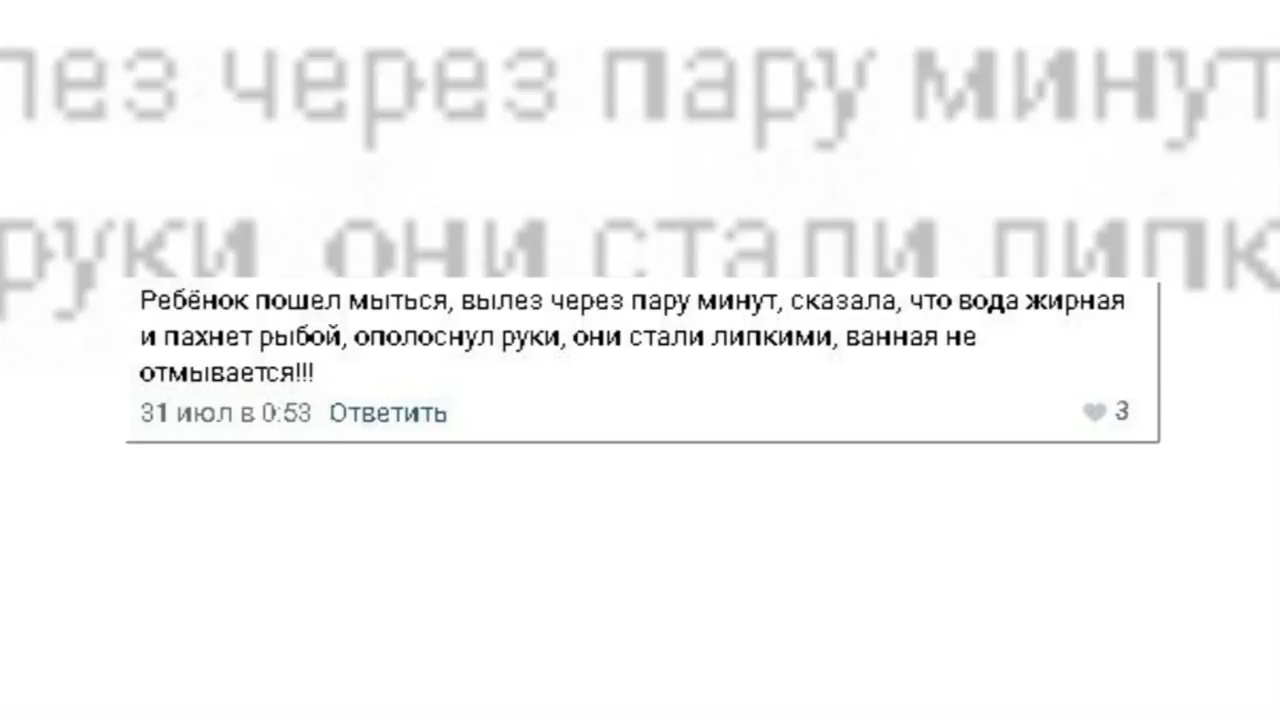 лез через пару минут
руки они стали липк
Ребёнок пошел мыться, вылез через пару минут, сказала, что вода жирная
и пахнет рыбой, ополоснул руки, они стали липкими, ванная не
отмывается!!!
31 июл в 0:53 Ответить 3